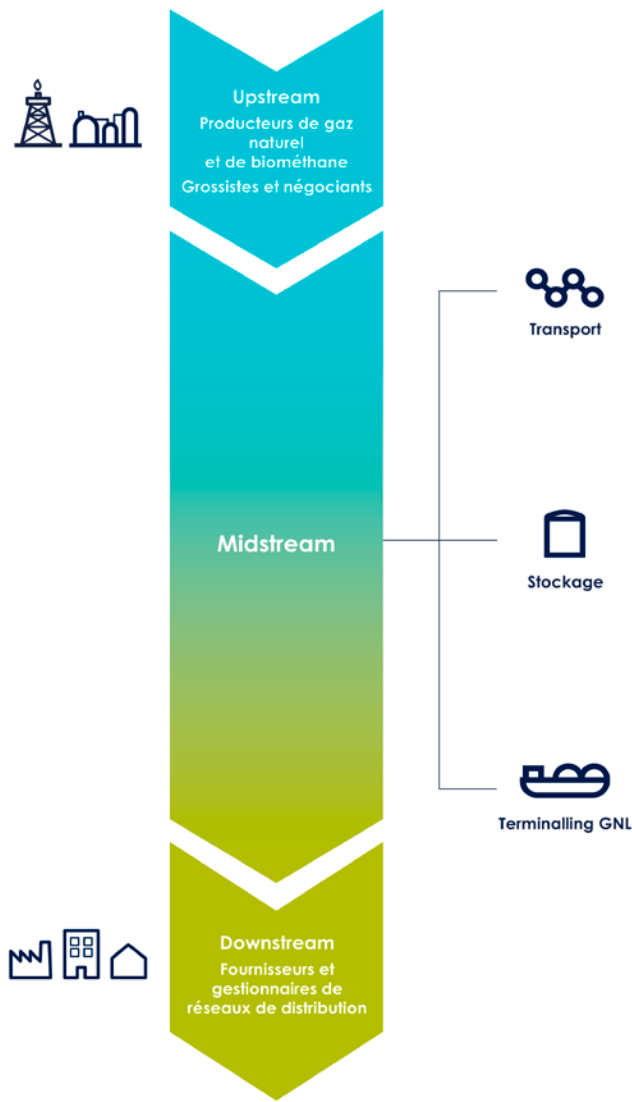 Upstream
Producteurs de gaz
naturel
et de biométhane
Grossistes et négociants
Transport
Midstream
Stockage
Terminalling GNL
Downstream
Fournisseurs et
gestionnaires de
réseaux de distribution